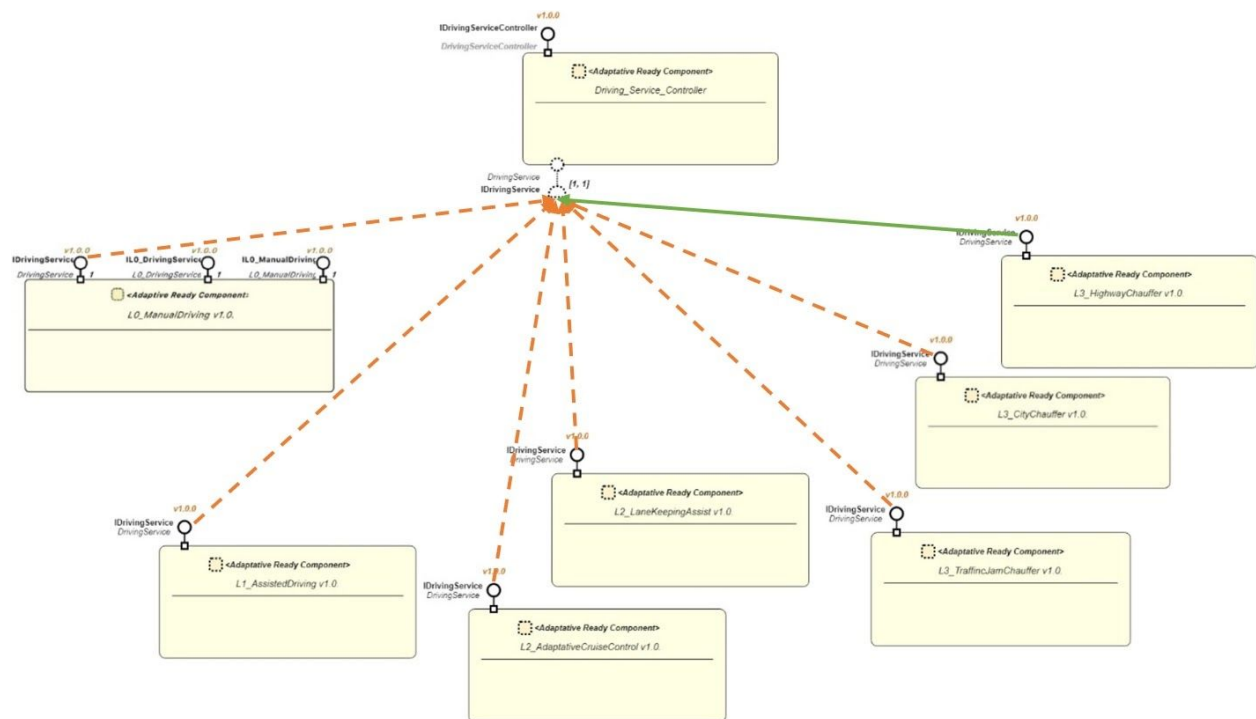 v1.0.0
IDrivingServiceController
DrivingServiceController
<Adaptative Ready Component>
Driving_Service_Controller
DrivingService
IDrivingService
[1, 1]
v1.0.0
IDrivingService
DrivingService
1
v1.0.0
IL0_DrivingService
L0_DrivingService
1
v1.0.0
IL0_ManualDriving
L0_ManualDriving
1
<Adaptive Ready Component>
L0_ManualDriving v1.0.
v1.0.0
IDrivingService
DrivingService
<Adaptative Ready Component>
L3_HighwayChauffer v1.0.
v1.0.0
IDrivingService
DrivingService
<Adaptative Ready Component>
L3_CityChauffer v1.0.
v1.0.0
IDrivingService
DrivingService
<Adaptative Ready Component>
L2_LaneKeepingAssist v1.0.
v1.0.0
IDrivingService
DrivingService
<Adaptative Ready Component>
L3_TraffincJamChauffer v1.0.
v1.0.0
IDrivingService
DrivingService
<Adaptative Ready Component>
L1_AssistedDriving v1.0.
v1.0.0
IDrivingService
DrivingService
<Adaptative Ready Component>
L2_AdaptativeCruiseControl v1.0.